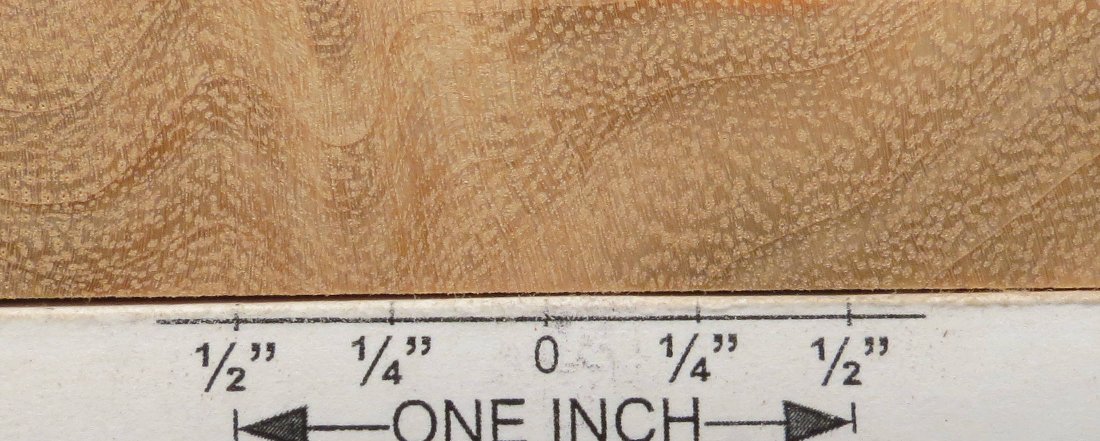 ½” ¼” 0 ¼” ½”
ONE INCH